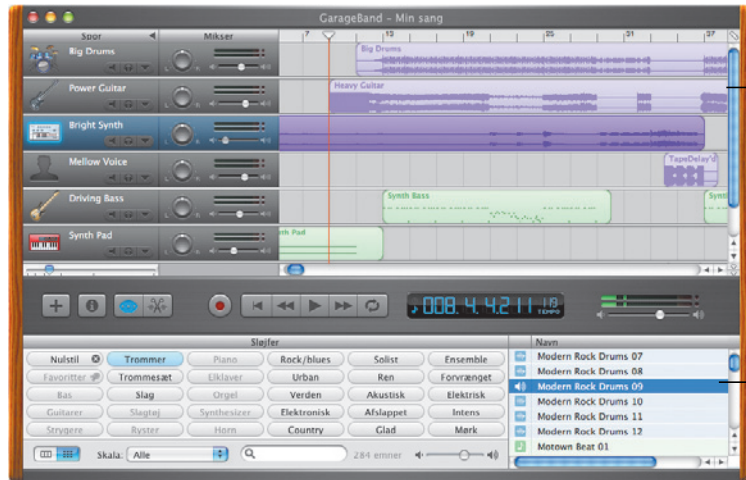 GarageBand - Min sang
Spor Mikser 7 13 19 25 31 37
Big Drums
Big Drums
Power Guitar
Heavy Guitar
Bright Synth
Mellow Voice
TapeDelay'd
Driving Bass
Synth Bass
Synth Pad
008. 4. 4.211 119
TEMPO
Sløjfer
Navn
Nulstil Trommer Piano Rock/blues Solist Ensemble
Favoritter Trommesæt Elklaver Urban Ren Forvrænget
Bas Slag Orgel Verden Akustisk Elektrisk
Guitarer Slagtøj Synthesizer Elektronisk Afslappet Intens
Strygere Ryster Horn Country Glad Mørk
Skala: Alle
284 emner
Modern Rock Drums 07
Modern Rock Drums 08
Modern Rock Drums 09
Modern Rock Drums 10
Modern Rock Drums 11
Modern Rock Drums 12
Motown Beat 01